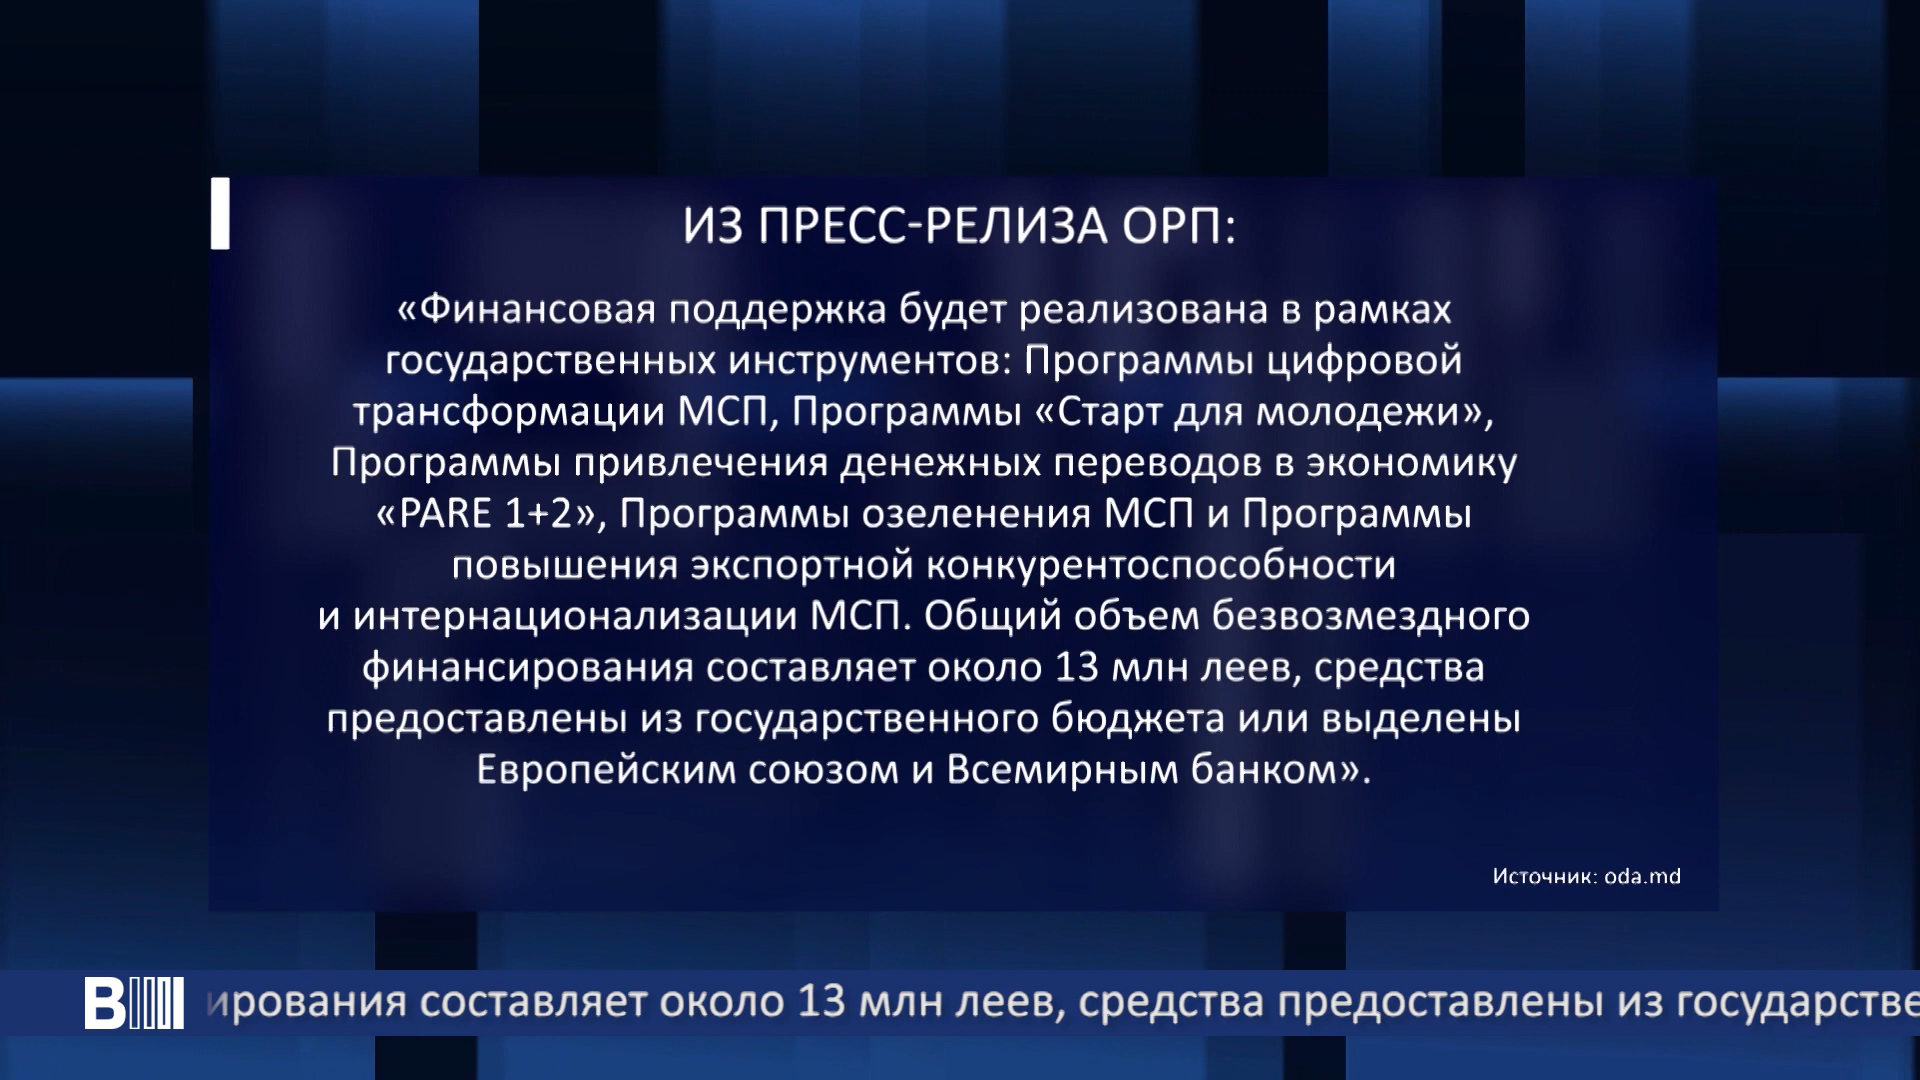 ИЗ ПРЕСС-РЕЛИЗА ОРП:
«Финансовая поддержка будет реализована в рамках
государственных инструментов: Программы цифровой
трансформации МСП, Программы «Старт для молодежи»,
Программы привлечения денежных переводов в экономику
«PARE 1+2», Программы озеленения МСП и Программы
повышения экспортной конкурентоспособности
и интернационализации МСП. Общий объем безвозмездного
финансирования составляет около 13 млн леев, средства
предоставлены из государственного бюджета или выделены
Европейским союзом и Всемирным банком».
Источник: oda.md
В ирования составляет около 13 млн леев, средства предоставлены из государстве